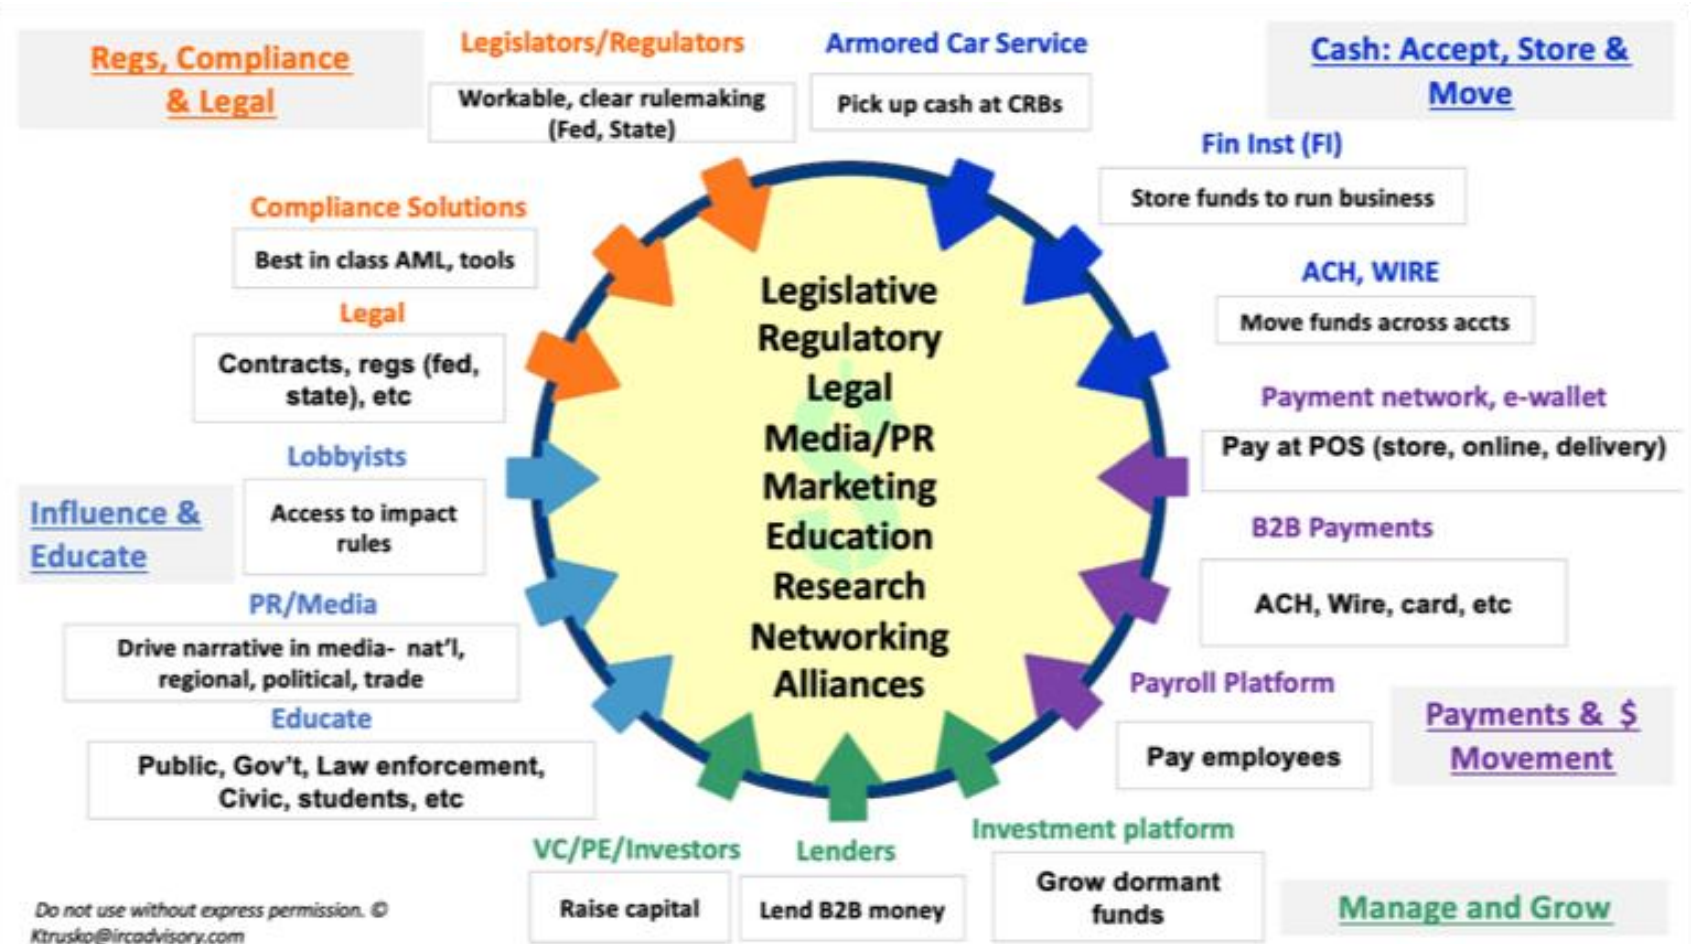 Regs, Compliance
& Legal
Legislators/Regulators
Workable, clear rulemaking
(Fed, State)
Armored Car Service
Pick up cash at CRBs
Cash: Accept, Store &
Move
Fin Inst (FI)
Store funds to run business
Compliance Solutions
Best in class AML, tools
ACH, WIRE
Move funds across accts
Legal
Contracts, regs (fed,
state), etc
Payment network, e-wallet
Pay at POS (store, online, delivery)
Lobbyists
Access to impact
rules
Influence &
Educate
B2B Payments
ACH, Wire, card, etc
PR/Media
Drive narrative in media- nat'l,
regional, political, trade
Payroll Platform
Pay employees
Payments & $
Movement
Educate
Public, Gov't, Law enforcement,
Civic, students, etc
$
Legislative
Regulatory
Legal
Media/PR
Marketing
Education
Research
Networking
Alliances
VC/PE/Investors
Raise capital
Lenders
Lend B2B money
Investment platform
Grow dormant
funds
Manage and Grow
Do not use without express permission. ©
Ktrusko@ircadvisory.com